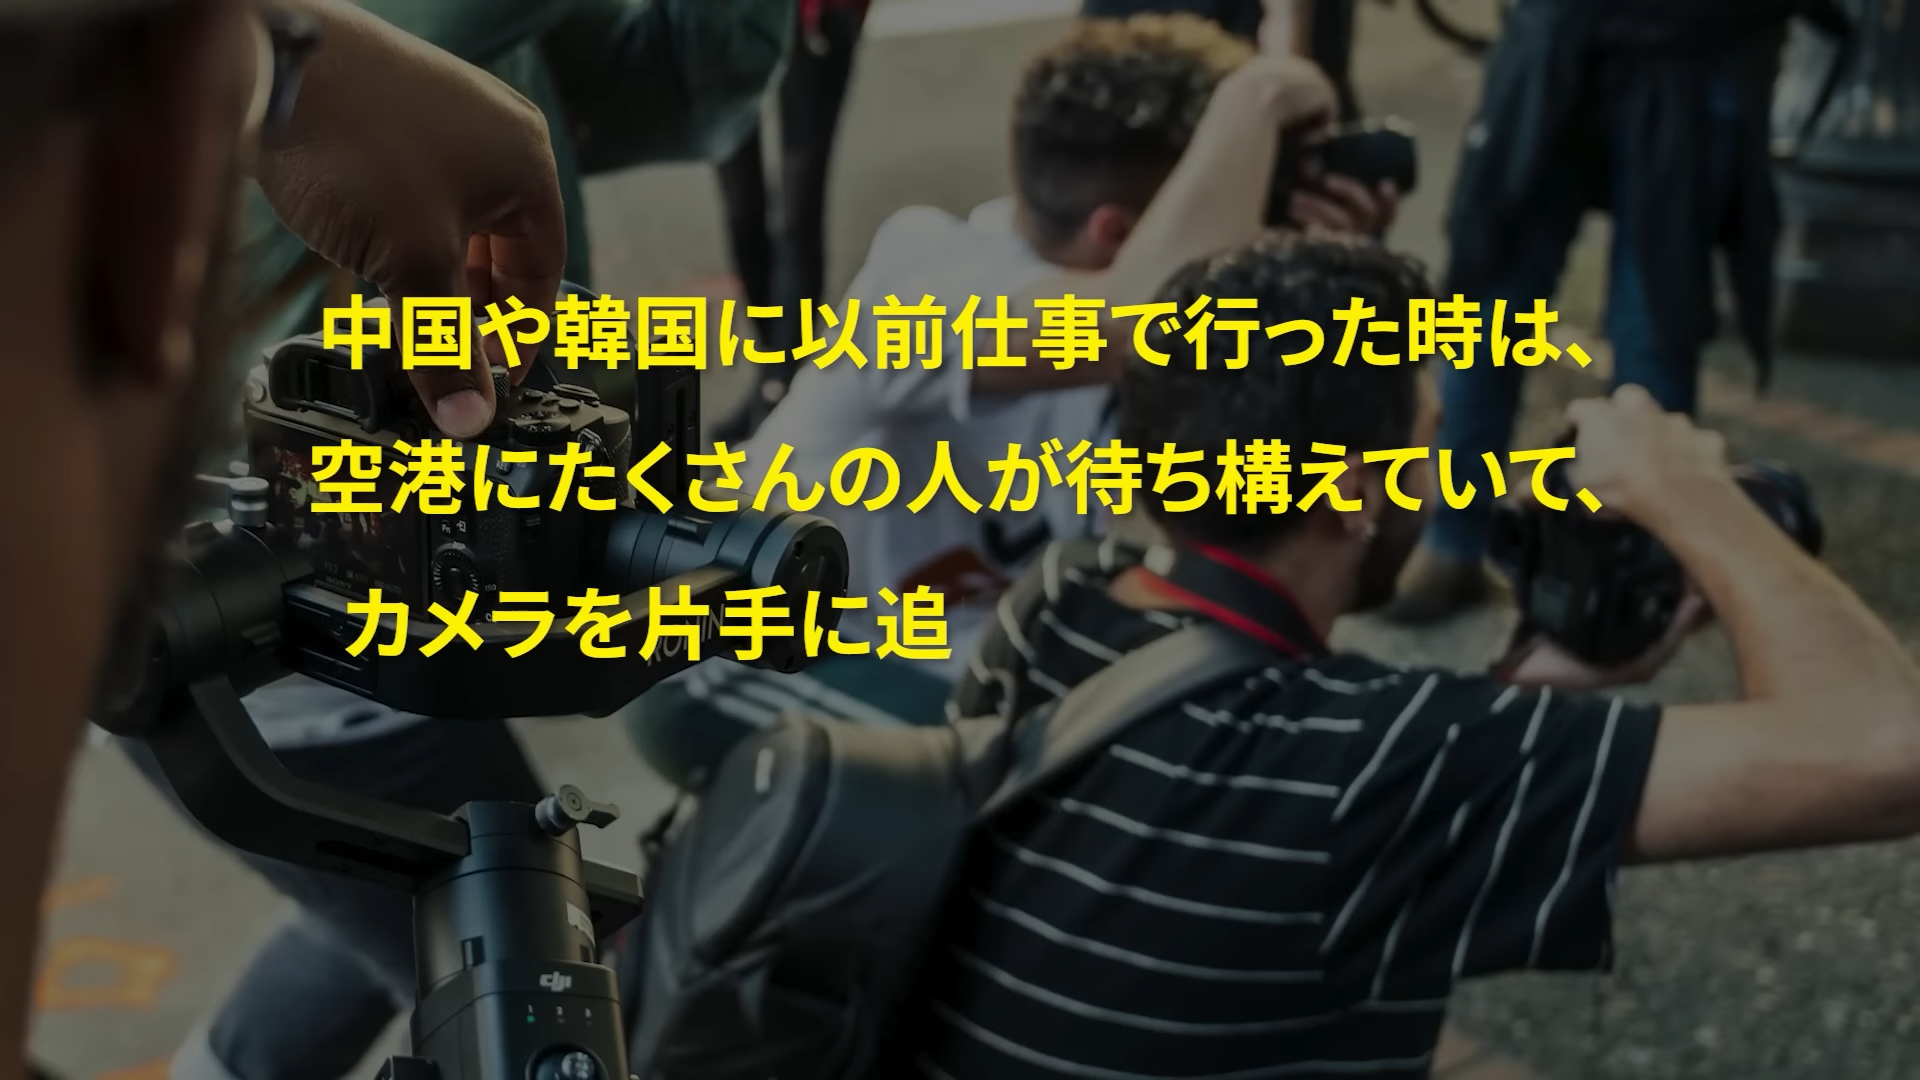 中国や韓国に以前仕事で行った時は、
空港にたくさんの人が待ち構えていて、
カメラを片手に追
RONIN
dji